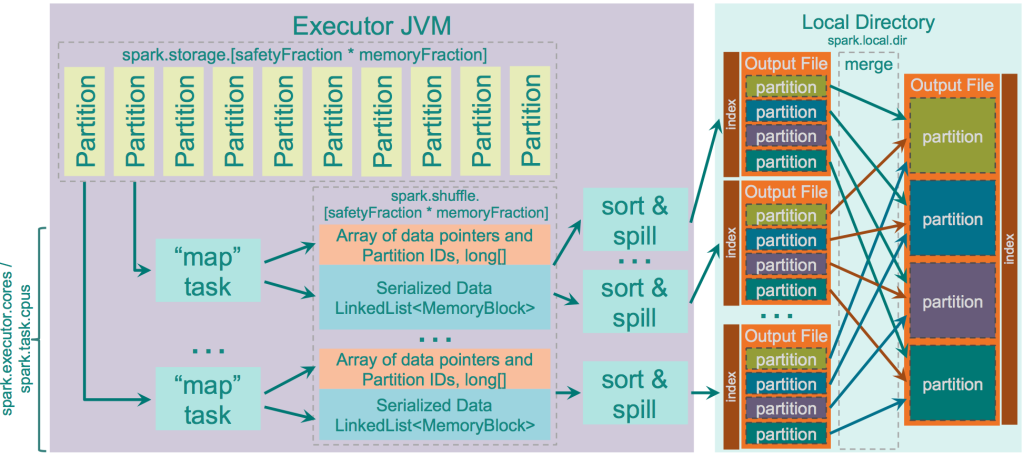 Executor JVM
spark.storage.[safetyFraction * memoryFraction]
Partition
Partition
Partition
Partition
Partition
Partition
Partition
Partition
Partition
Partition
spark.executor.cores /
spark.task.cpus
“map”
task
...
“map”
task
spark.shuffle.
[safetyFraction * memoryFraction]
Array of data pointers and
Partition IDs, long[]
Serialized Data
LinkedList<MemoryBlock>
...
Array of data pointers and
Partition IDs, long[]
Serialized Data
LinkedList<MemoryBlock>
sort &
spill
...
sort &
spill
sort &
spill
Local Directory
spark.local.dir
index
Output File
partition
partition
partition
partition
index
Output File
partition
partition
partition
partition
...
index
Output File
partition
partition
partition
partition
merge
Output File
partition
partition
partition
partition
index